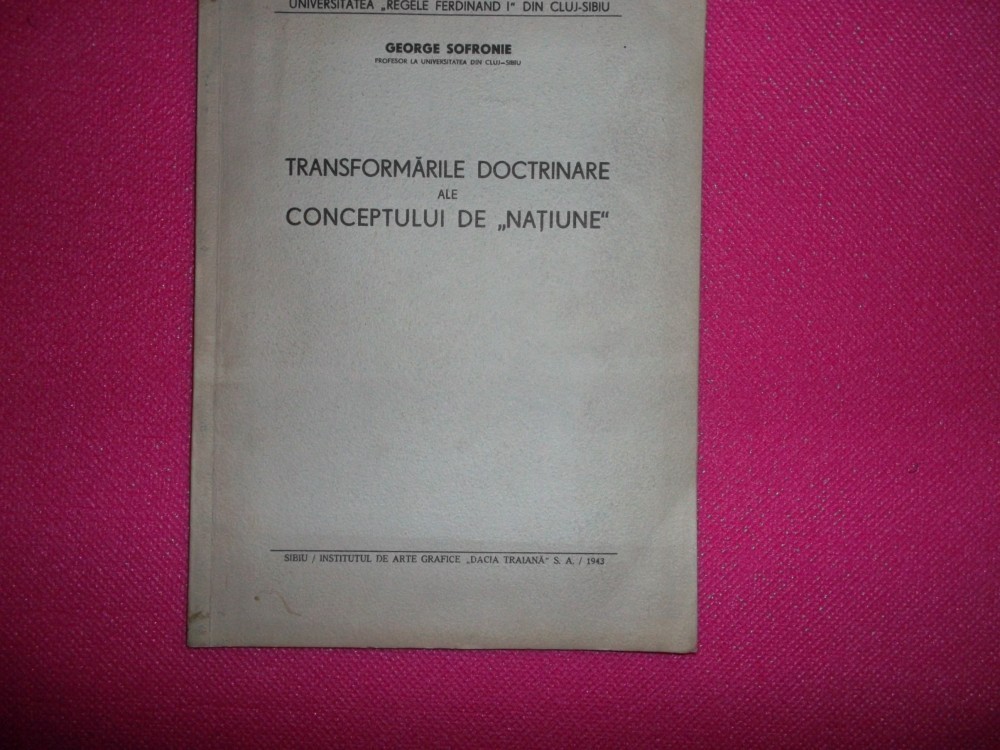 UNIVERSITATEA „REGELE FERDINAND I" DIN CLUJ-SIBIU
GEORGE SOFRONIE
PROFESOR LA UNIVERSITATEA DIN CLUJ—SIBIU
TRANSFORMĂRILE DOCTRINARE
ALE
CONCEPTULUI DE „NAȚIUNE"
SIBIU / INSTITUTUL DE ARTE GRAFICE „DACIA TRAIANĂ" S. A. / 1943